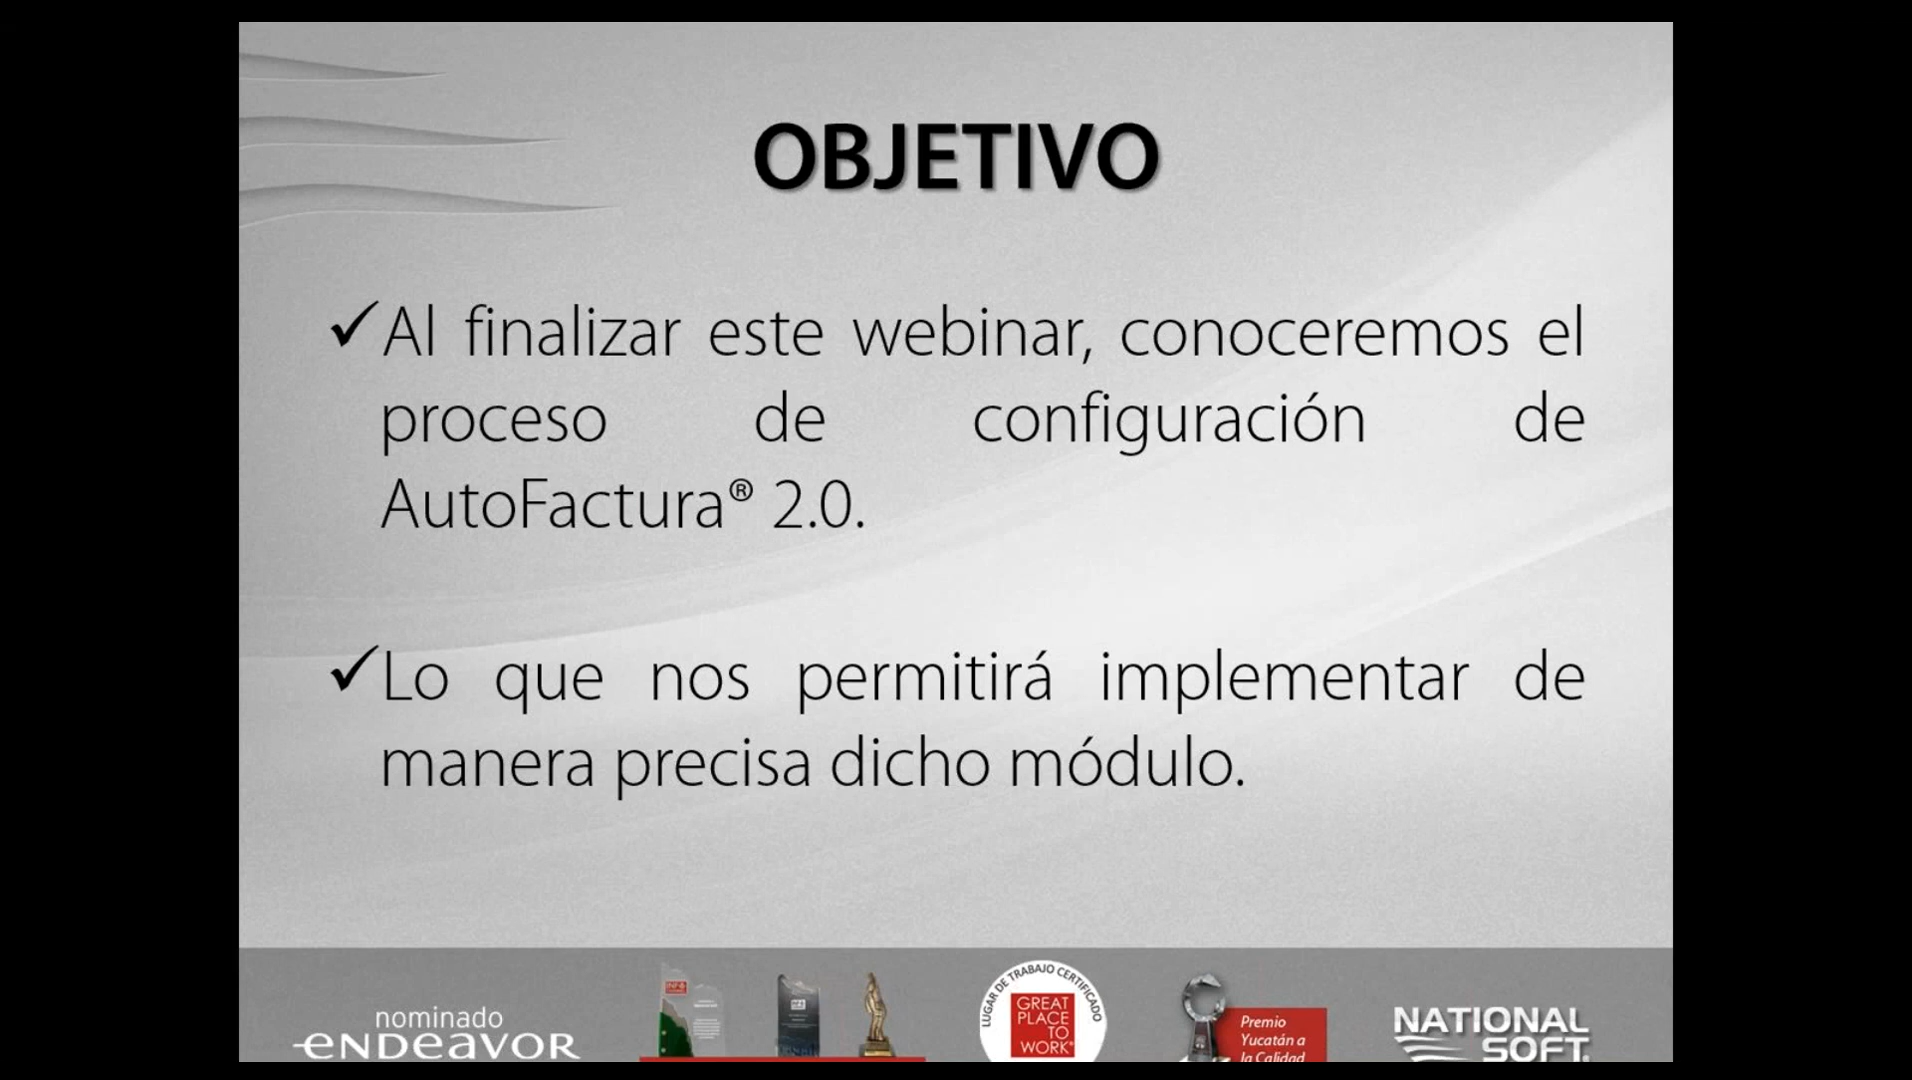 OBJETIVO
✓Al finalizar este webinar, conoceremos el
proceso de configuración de
AutoFactura® 2.0.
✓Lo que nos permitirá implementar de
manera precisa dicho módulo.
nominado
enDeavor
LUGAR DE TRABAJO CERTIFICADO
GREAT
PLACE
TO
WORK®
Premio
Yucatán a
la Calidad
NATIONAL
SOFT®